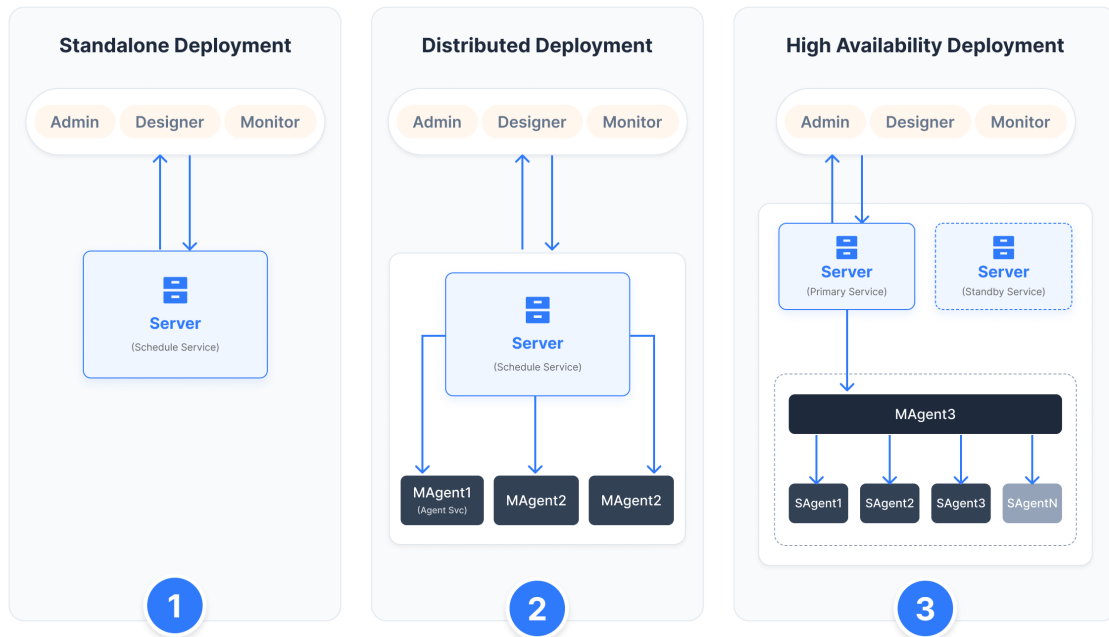 Standalone Deployment
Admin Designer Monitor
Server
(Schedule Service)
1
Distributed Deployment
Admin Designer Monitor
Server
(Schedule Service)
MAgent1
(Agent Svc)
MAgent2
MAgent2
2
High Availability Deployment
Admin Designer Monitor
Server
(Primary Service)
Server
(Standby Service)
MAgent3
SAgent1 SAgent2 SAgent3 SAgentN
3